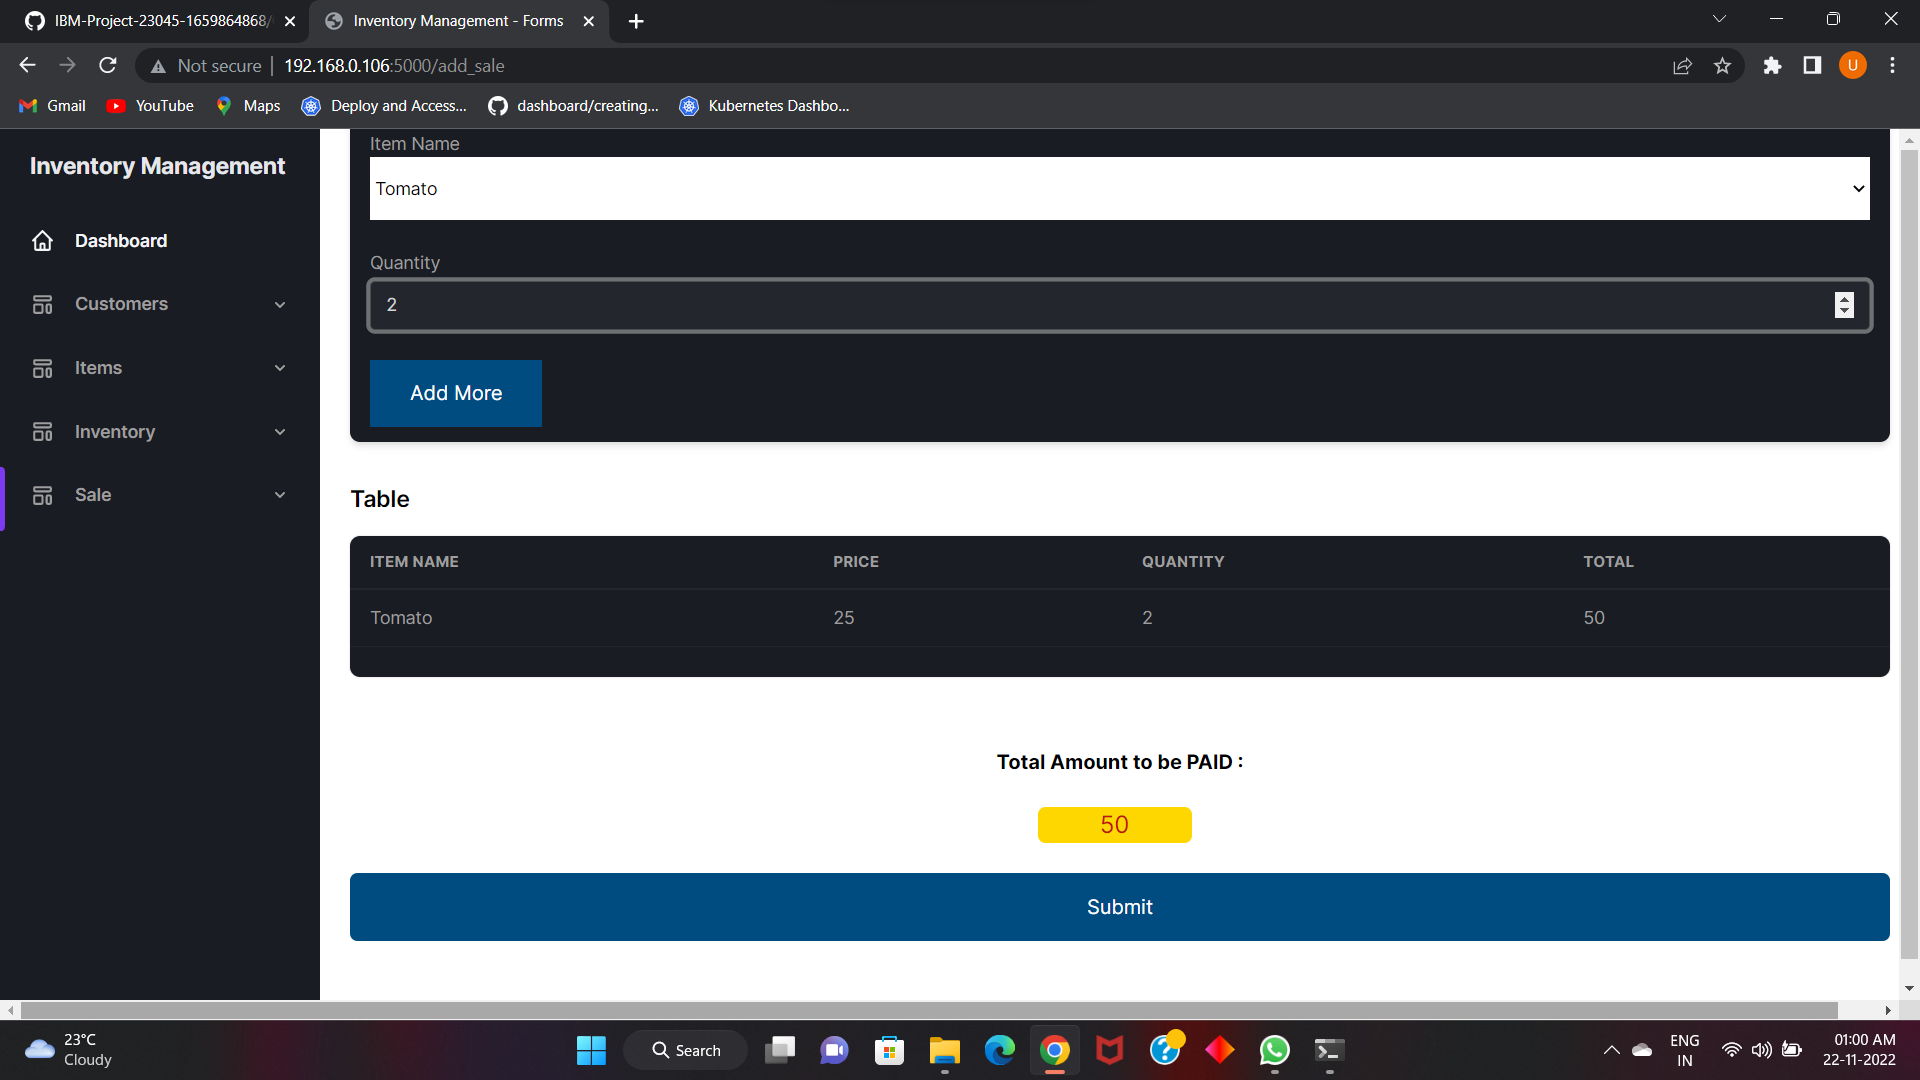 IBM-Project-23045-1659864868/
Inventory Management - Forms
Not secure
192.168.0.106:5000/add_sale
U
Gmail
YouTube
Maps
Deploy and Access...
dashboard/creating...
Kubernetes Dashbo...
Inventory Management
Dashboard
Customers
Items
Inventory
Sale
Item Name
Tomato
Quantity
2
Add More
Table
ITEM NAME PRICE QUANTITY TOTAL
Tomato 25 2 50
Total Amount to be PAID :
50
Submit
23°C
Cloudy
Search
ENG
IN
01:00 AM
22-11-2022